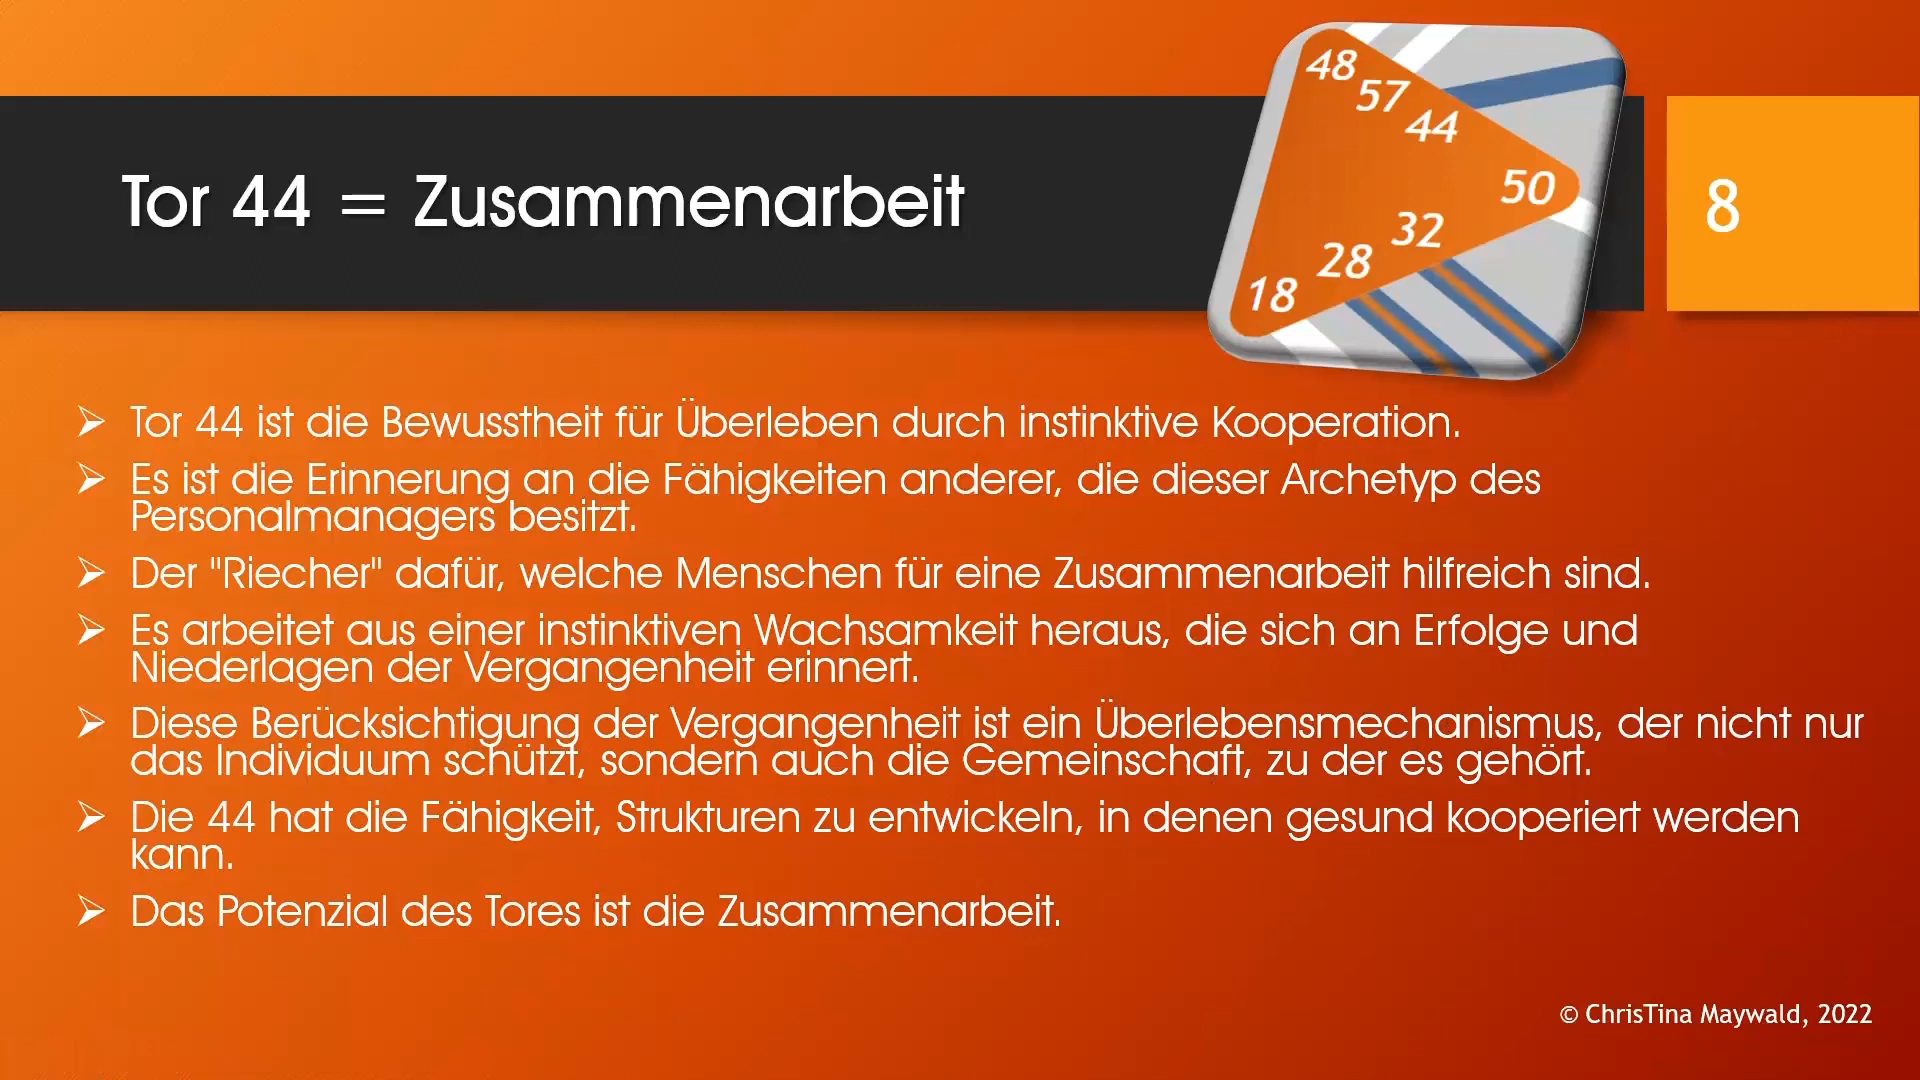 Tor 44 = Zusammenarbeit
48
57
44
50
32
28
18
8
➢ Tor 44 ist die Bewusstheit für Überleben durch instinktive Kooperation.
➢ Es ist die Erinnerung an die Fähigkeiten anderer, die dieser Archetyp des
Personalmanagers besitzt.
➢ Der "Riecher" dafür, welche Menschen für eine Zusammenarbeit hilfreich sind.
➢ Es arbeitet aus einer instinktiven Wachsamkeit heraus, die sich an Erfolge und
Niederlagen der Vergangenheit erinnert.
➢ Diese Berücksichtigung der Vergangenheit ist ein Überlebensmechanismus, der nicht nur
das Individuum schützt, sondern auch die Gemeinschaft, zu der es gehört.
➢ Die 44 hat die Fähigkeit, Strukturen zu entwickeln, in denen gesund kooperiert werden
kann.
➢ Das Potenzial des Tores ist die Zusammenarbeit.
© ChrisTina Maywald, 2022